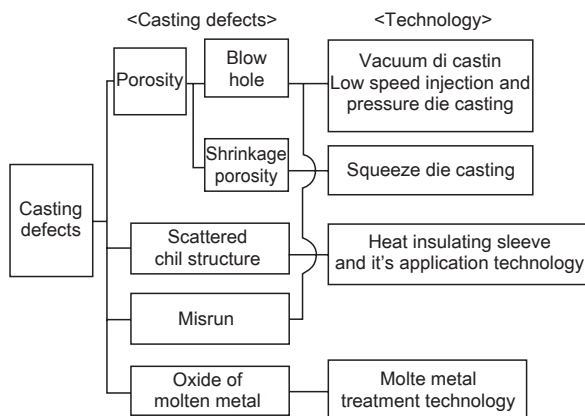 <Casting defects>
<Technology>
Casting
defects
Porosity
Blow
hole
Vacuum di castin
Low speed injection and
pressure die casting
Shrinkage
porosity
Squeeze die casting
Scattered
chil structure
Heat insulating sleeve
and it's application technology
Misrun
Oxide of
molten metal
Molte metal
treatment technology